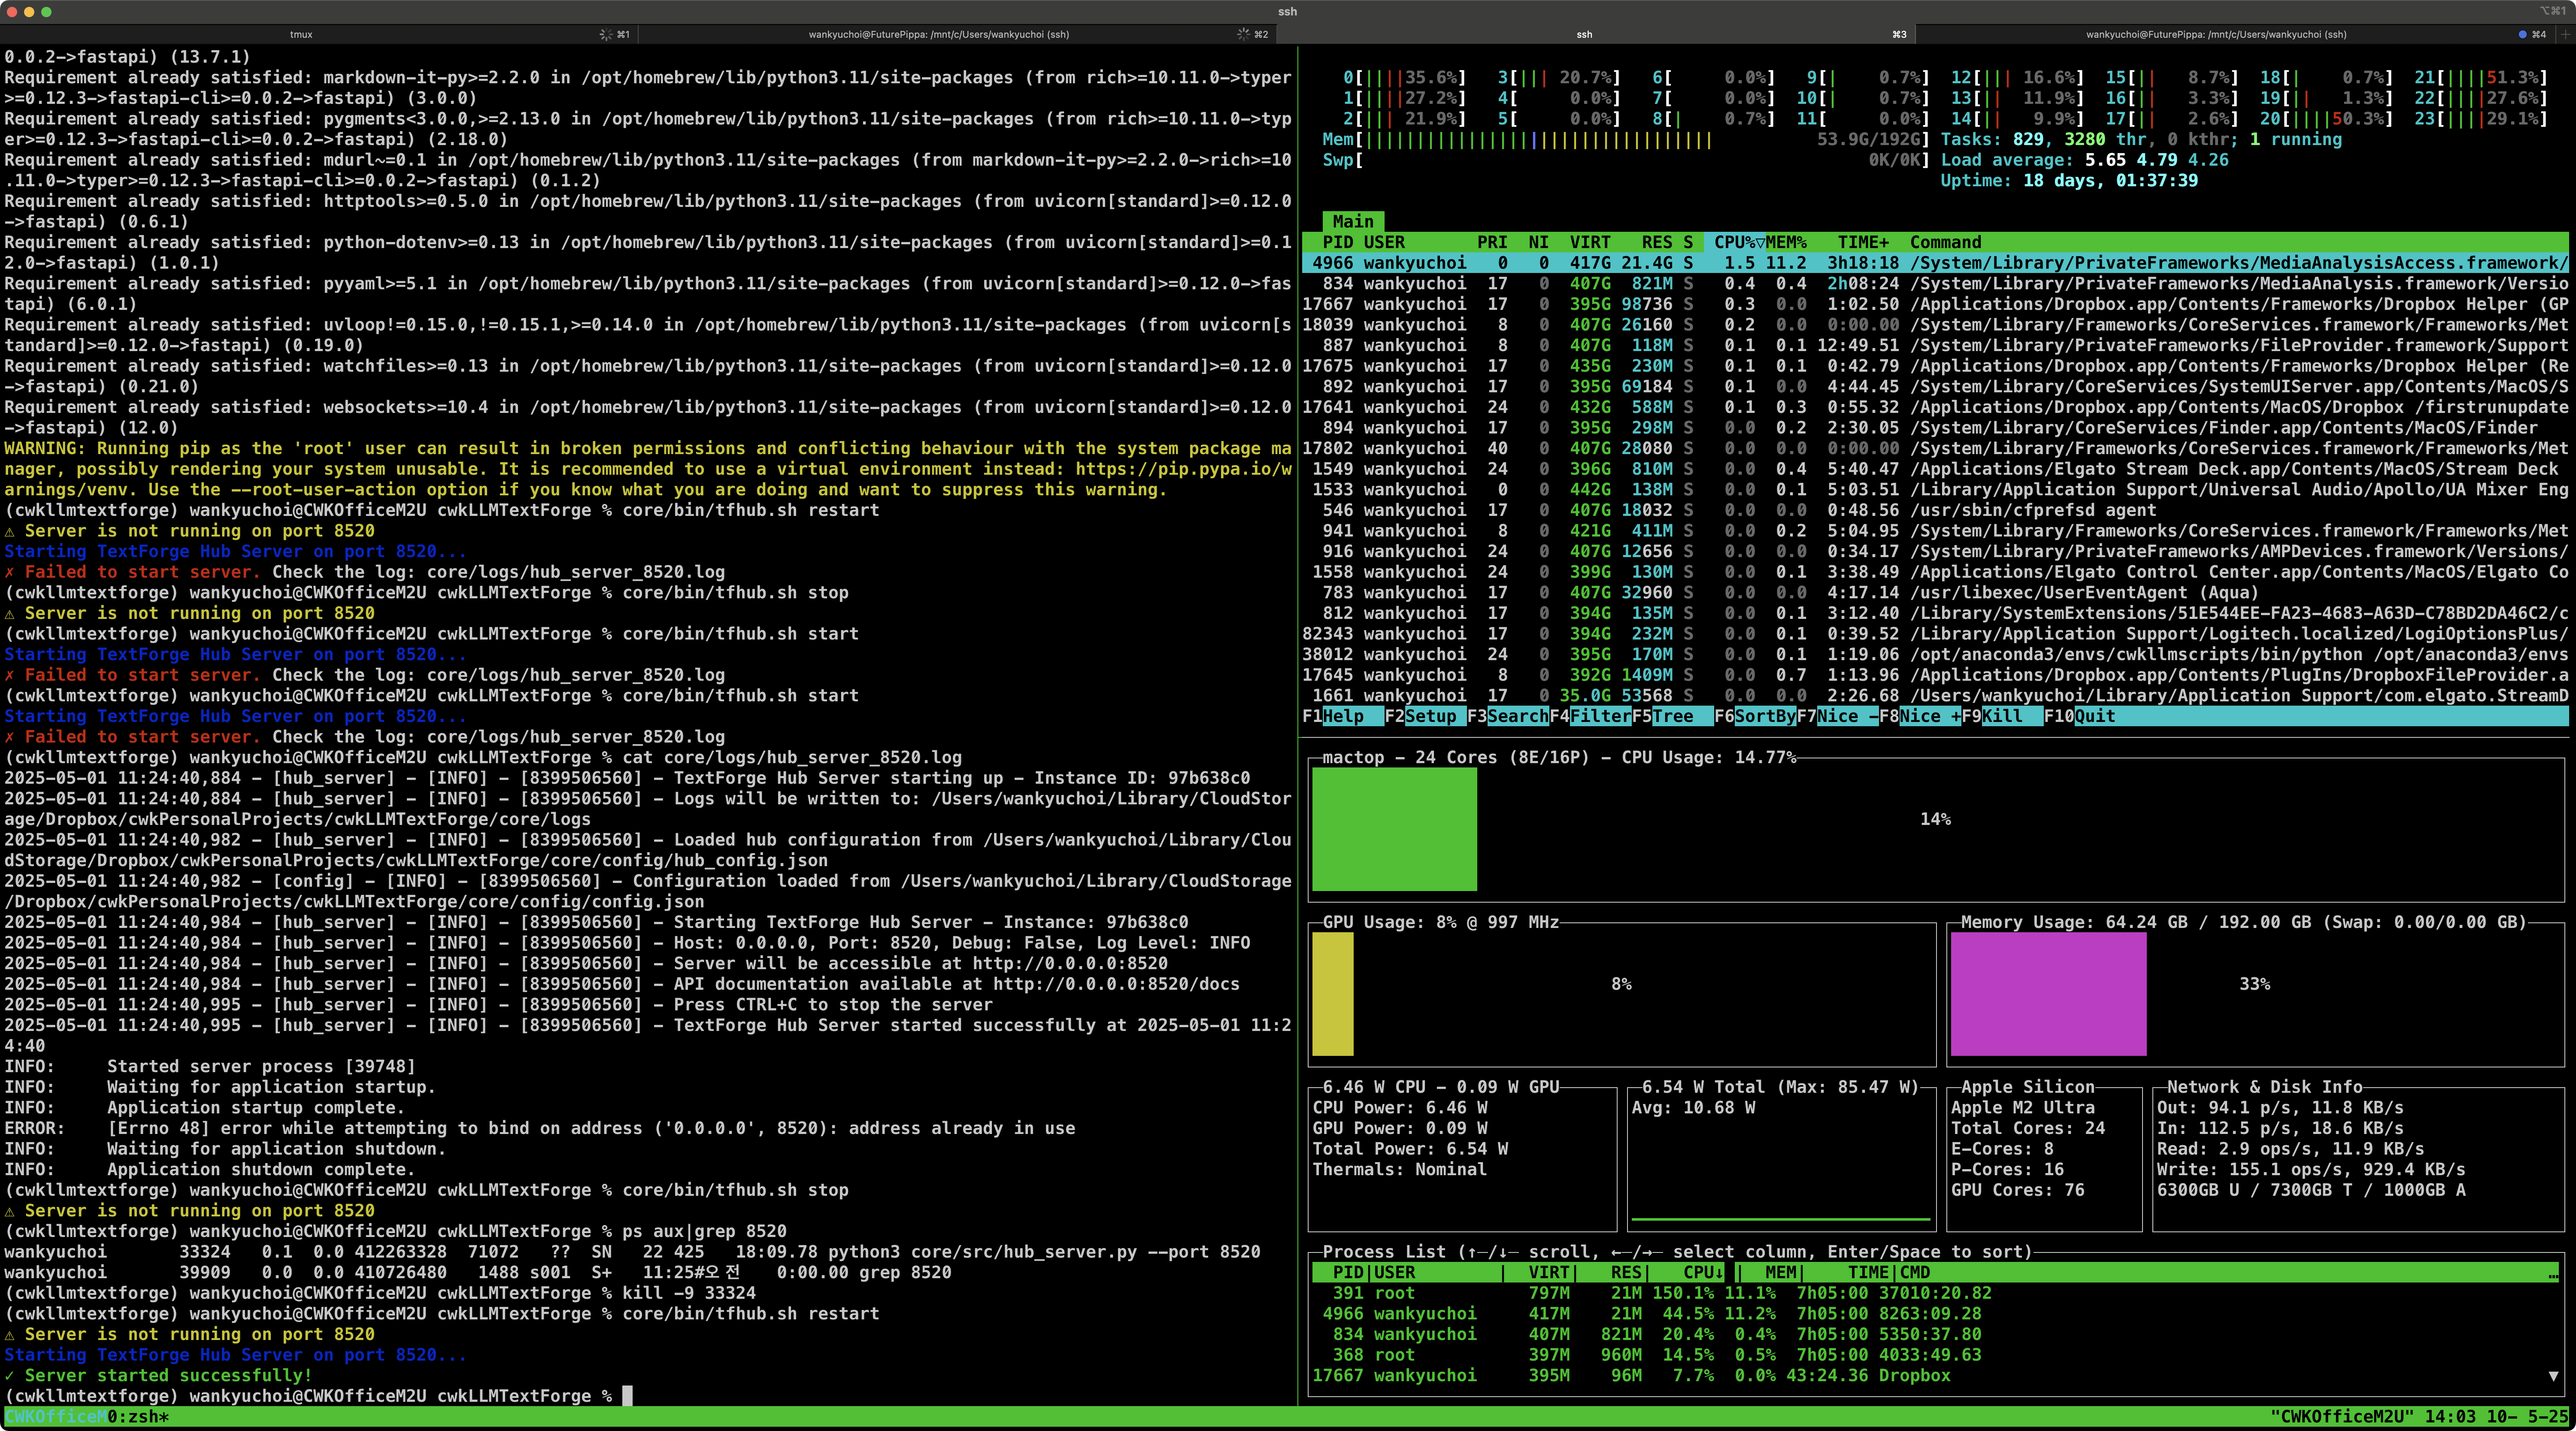 ssh
⌥⌘1
tmux ⌘1
wankyuchoi@FuturePippa: /mnt/c/Users/wankyuchoi (ssh) ⌘2
ssh ⌘3
wankyuchoi@FuturePippa: /mnt/c/Users/wankyuchoi (ssh) ⌘4
0.0.2->fastapi) (13.7.1)
Requirement already satisfied: markdown-it-py>=2.2.0 in /opt/homebrew/lib/python3.11/site-packages (from rich>=10.11.0->typer
>=0.12.3->fastapi-cli>=0.0.2->fastapi) (3.0.0)
Requirement already satisfied: pygments<3.0.0,>=2.13.0 in /opt/homebrew/lib/python3.11/site-packages (from rich>=10.11.0->typ
er>=0.12.3->fastapi-cli>=0.0.2->fastapi) (2.18.0)
Requirement already satisfied: mdurl~=0.1 in /opt/homebrew/lib/python3.11/site-packages (from markdown-it-py>=2.2.0->rich>=10
.11.0->typer>=0.12.3->fastapi-cli>=0.0.2->fastapi) (0.1.2)
Requirement already satisfied: httptools>=0.5.0 in /opt/homebrew/lib/python3.11/site-packages (from uvicorn[standard]>=0.12.0
->fastapi) (0.6.1)
Requirement already satisfied: python-dotenv>=0.13 in /opt/homebrew/lib/python3.11/site-packages (from uvicorn[standard]>=0.1
2.0->fastapi) (1.0.1)
Requirement already satisfied: pyyaml>=5.1 in /opt/homebrew/lib/python3.11/site-packages (from uvicorn[standard]>=0.12.0->fas
tapi) (6.0.1)
Requirement already satisfied: uvloop!=0.15.0,!=0.15.1,>=0.14.0 in /opt/homebrew/lib/python3.11/site-packages (from uvicorn[s
tandard]>=0.12.0->fastapi) (0.19.0)
Requirement already satisfied: watchfiles>=0.13 in /opt/homebrew/lib/python3.11/site-packages (from uvicorn[standard]>=0.12.0
->fastapi) (0.21.0)
Requirement already satisfied: websockets>=10.4 in /opt/homebrew/lib/python3.11/site-packages (from uvicorn[standard]>=0.12.0
->fastapi) (12.0)
WARNING: Running pip as the 'root' user can result in broken permissions and conflicting behaviour with the system package ma
nager, possibly rendering your system unusable. It is recommended to use a virtual environment instead: https://pip.pypa.io/w
arnings/venv. Use the --root-user-action option if you know what you are doing and want to suppress this warning.
(cwkllmtextforge) wankyuchoi@CWKOfficeM2U cwkLLMTextForge % core/bin/tfhub.sh restart
⚠ Server is not running on port 8520
Starting TextForge Hub Server on port 8520...
✗ Failed to start server. Check the log: core/logs/hub_server_8520.log
(cwkllmtextforge) wankyuchoi@CWKOfficeM2U cwkLLMTextForge % core/bin/tfhub.sh stop
⚠ Server is not running on port 8520
(cwkllmtextforge) wankyuchoi@CWKOfficeM2U cwkLLMTextForge % core/bin/tfhub.sh start
Starting TextForge Hub Server on port 8520...
✗ Failed to start server. Check the log: core/logs/hub_server_8520.log
(cwkllmtextforge) wankyuchoi@CWKOfficeM2U cwkLLMTextForge % core/bin/tfhub.sh start
Starting TextForge Hub Server on port 8520...
✗ Failed to start server. Check the log: core/logs/hub_server_8520.log
(cwkllmtextforge) wankyuchoi@CWKOfficeM2U cwkLLMTextForge % cat core/logs/hub_server_8520.log
2025-05-01 11:24:40,884 - [hub_server] - [INFO] - [8399506560] - TextForge Hub Server starting up - Instance ID: 97b638c0
2025-05-01 11:24:40,884 - [hub_server] - [INFO] - [8399506560] - Logs will be written to: /Users/wankyuchoi/Library/CloudStor
age/Dropbox/cwkPersonalProjects/cwkLLMTextForge/core/logs
2025-05-01 11:24:40,982 - [hub_server] - [INFO] - [8399506560] - Loaded hub configuration from /Users/wankyuchoi/Library/Clou
dStorage/Dropbox/cwkPersonalProjects/cwkLLMTextForge/core/config/hub_config.json
2025-05-01 11:24:40,982 - [config] - [INFO] - [8399506560] - Configuration loaded from /Users/wankyuchoi/Library/CloudStorage
/Dropbox/cwkPersonalProjects/cwkLLMTextForge/core/config/config.json
2025-05-01 11:24:40,984 - [hub_server] - [INFO] - [8399506560] - Starting TextForge Hub Server - Instance: 97b638c0
2025-05-01 11:24:40,984 - [hub_server] - [INFO] - [8399506560] - Host: 0.0.0.0, Port: 8520, Debug: False, Log Level: INFO
2025-05-01 11:24:40,984 - [hub_server] - [INFO] - [8399506560] - Server will be accessible at http://0.0.0.0:8520
2025-05-01 11:24:40,984 - [hub_server] - [INFO] - [8399506560] - API documentation available at http://0.0.0.0:8520/docs
2025-05-01 11:24:40,995 - [hub_server] - [INFO] - [8399506560] - Press CTRL+C to stop the server
2025-05-01 11:24:40,995 - [hub_server] - [INFO] - [8399506560] - TextForge Hub Server started successfully at 2025-05-01 11:2
4:40
INFO:     Started server process [39748]
INFO:     Waiting for application startup.
INFO:     Application startup complete.
ERROR:    [Errno 48] error while attempting to bind on address ('0.0.0.0', 8520): address already in use
INFO:     Waiting for application shutdown.
INFO:     Application shutdown complete.
(cwkllmtextforge) wankyuchoi@CWKOfficeM2U cwkLLMTextForge % core/bin/tfhub.sh stop
⚠ Server is not running on port 8520
(cwkllmtextforge) wankyuchoi@CWKOfficeM2U cwkLLMTextForge % ps aux|grep 8520
wankyuchoi       33324   0.1  0.0 412263328  71072   ??  SN   22 425   18:09.78 python3 core/src/hub_server.py --port 8520
wankyuchoi       39909   0.0  0.0 410726480   1488 s001  S+   11:25#오전    0:00.00 grep 8520
(cwkllmtextforge) wankyuchoi@CWKOfficeM2U cwkLLMTextForge % kill -9 33324
(cwkllmtextforge) wankyuchoi@CWKOfficeM2U cwkLLMTextForge % core/bin/tfhub.sh restart
⚠ Server is not running on port 8520
Starting TextForge Hub Server on port 8520...
✓ Server started successfully!
(cwkllmtextforge) wankyuchoi@CWKOfficeM2U cwkLLMTextForge %
0[||||35.6%] 3[||| 20.7%] 6[ 0.0%] 9[| 0.7%] 12[||| 16.6%] 15[|| 8.7%] 18[| 0.7%] 21[||||51.3%]
1[||||27.2%] 4[ 0.0%] 7[ 0.0%] 10[| 0.7%] 13[|| 11.9%] 16[|| 3.3%] 19[|| 1.3%] 22[||||27.6%]
2[||| 21.9%] 5[ 0.0%] 8[| 0.7%] 11[ 0.0%] 14[|| 9.9%] 17[|| 2.6%] 20[||||50.3%] 23[||||29.1%]
Mem[|||||||||||||||||||||||||||||||||| 53.9G/192G] Tasks: 829, 3280 thr, 0 kthr; 1 running
Swp[ 0K/0K] Load average: 5.65 4.79 4.26
Uptime: 18 days, 01:37:39
Main
PID USER PRI NI VIRT RES S CPU%▽MEM% TIME+ Command
4966 wankyuchoi 0 0 417G 21.4G S 1.5 11.2 3h18:18 /System/Library/PrivateFrameworks/MediaAnalysisAccess.framework/
834 wankyuchoi 17 0 407G 821M S 0.4 0.4 2h08:24 /System/Library/PrivateFrameworks/MediaAnalysis.framework/Versio
17667 wankyuchoi 17 0 395G 98736 S 0.3 0.0 1:02.50 /Applications/Dropbox.app/Contents/Frameworks/Dropbox Helper (GP
18039 wankyuchoi 8 0 407G 26160 S 0.2 0.0 0:00.00 /System/Library/Frameworks/CoreServices.framework/Frameworks/Met
887 wankyuchoi 8 0 407G 118M S 0.1 0.1 12:49.51 /System/Library/PrivateFrameworks/FileProvider.framework/Support
17675 wankyuchoi 17 0 435G 230M S 0.1 0.1 0:42.79 /Applications/Dropbox.app/Contents/Frameworks/Dropbox Helper (Re
892 wankyuchoi 17 0 395G 69184 S 0.1 0.0 4:44.45 /System/Library/CoreServices/SystemUIServer.app/Contents/MacOS/S
17641 wankyuchoi 24 0 432G 588M S 0.1 0.3 0:55.32 /Applications/Dropbox.app/Contents/MacOS/Dropbox /firstrunupdate
894 wankyuchoi 17 0 395G 298M S 0.0 0.2 2:30.05 /System/Library/CoreServices/Finder.app/Contents/MacOS/Finder
17802 wankyuchoi 40 0 407G 28080 S 0.0 0.0 0:00.00 /System/Library/Frameworks/CoreServices.framework/Frameworks/Met
1549 wankyuchoi 24 0 396G 810M S 0.0 0.4 5:40.47 /Applications/Elgato Stream Deck.app/Contents/MacOS/Stream Deck
1533 wankyuchoi 0 0 442G 138M S 0.0 0.1 5:03.51 /Library/Application Support/Universal Audio/Apollo/UA Mixer Eng
546 wankyuchoi 17 0 407G 18032 S 0.0 0.0 0:48.56 /usr/sbin/cfprefsd agent
941 wankyuchoi 8 0 421G 411M S 0.0 0.2 5:04.95 /System/Library/Frameworks/CoreServices.framework/Frameworks/Met
916 wankyuchoi 24 0 407G 12656 S 0.0 0.0 0:34.17 /System/Library/PrivateFrameworks/AMPDevices.framework/Versions/
1558 wankyuchoi 24 0 399G 130M S 0.0 0.1 3:38.49 /Applications/Elgato Control Center.app/Contents/MacOS/Elgato Co
783 wankyuchoi 17 0 407G 32960 S 0.0 0.0 4:17.14 /usr/libexec/UserEventAgent (Aqua)
812 wankyuchoi 17 0 394G 135M S 0.0 0.1 3:12.40 /Library/SystemExtensions/51E544EE-FA23-4683-A63D-C78BD2DA46C2/c
82343 wankyuchoi 17 0 394G 232M S 0.0 0.1 0:39.52 /Library/Application Support/Logitech.localized/LogiOptionsPlus/
38012 wankyuchoi 24 0 395G 170M S 0.0 0.1 1:19.06 /opt/anaconda3/envs/cwkllmscripts/bin/python /opt/anaconda3/envs
17645 wankyuchoi 8 0 392G 1409M S 0.0 0.7 1:13.96 /Applications/Dropbox.app/Contents/PlugIns/DropboxFileProvider.a
1661 wankyuchoi 17 0 35.0G 53568 S 0.0 0.0 2:26.68 /Users/wankyuchoi/Library/Application Support/com.elgato.StreamD
F1Help F2Setup F3SearchF4FilterF5Tree F6SortByF7Nice -F8Nice +F9Kill F10Quit
mactop - 24 Cores (8E/16P) - CPU Usage: 14.77%
14%
GPU Usage: 8% @ 997 MHz
8%
Memory Usage: 64.24 GB / 192.00 GB (Swap: 0.00/0.00 GB)
33%
6.46 W CPU - 0.09 W GPU
CPU Power: 6.46 W
GPU Power: 0.09 W
Total Power: 6.54 W
Thermals: Nominal
6.54 W Total (Max: 85.47 W)
Avg: 10.68 W
Apple Silicon
Apple M2 Ultra
Total Cores: 24
E-Cores: 8
P-Cores: 16
GPU Cores: 76
Network & Disk Info
Out: 94.1 p/s, 11.8 KB/s
In: 112.5 p/s, 18.6 KB/s
Read: 2.9 ops/s, 11.9 KB/s
Write: 155.1 ops/s, 929.4 KB/s
6300GB U / 7300GB T / 1000GB A
Process List (↑/↓ scroll, ←/→ select column, Enter/Space to sort)
PID|USER | VIRT| RES| CPU↓ | MEM| TIME|CMD …
391 root 797M 21M 150.1% 11.1% 7h05:00 37010:20.82
4966 wankyuchoi 417M 21M 44.5% 11.2% 7h05:00 8263:09.28
834 wankyuchoi 407M 821M 20.4% 0.4% 7h05:00 5350:37.80
368 root 397M 960M 14.5% 0.5% 7h05:00 4033:49.63
17667 wankyuchoi 395M 96M 7.7% 0.0% 43:24.36 Dropbox ▼
CWKOfficeM0:zsh* "CWKOfficeM2U" 14:03 10- 5-25